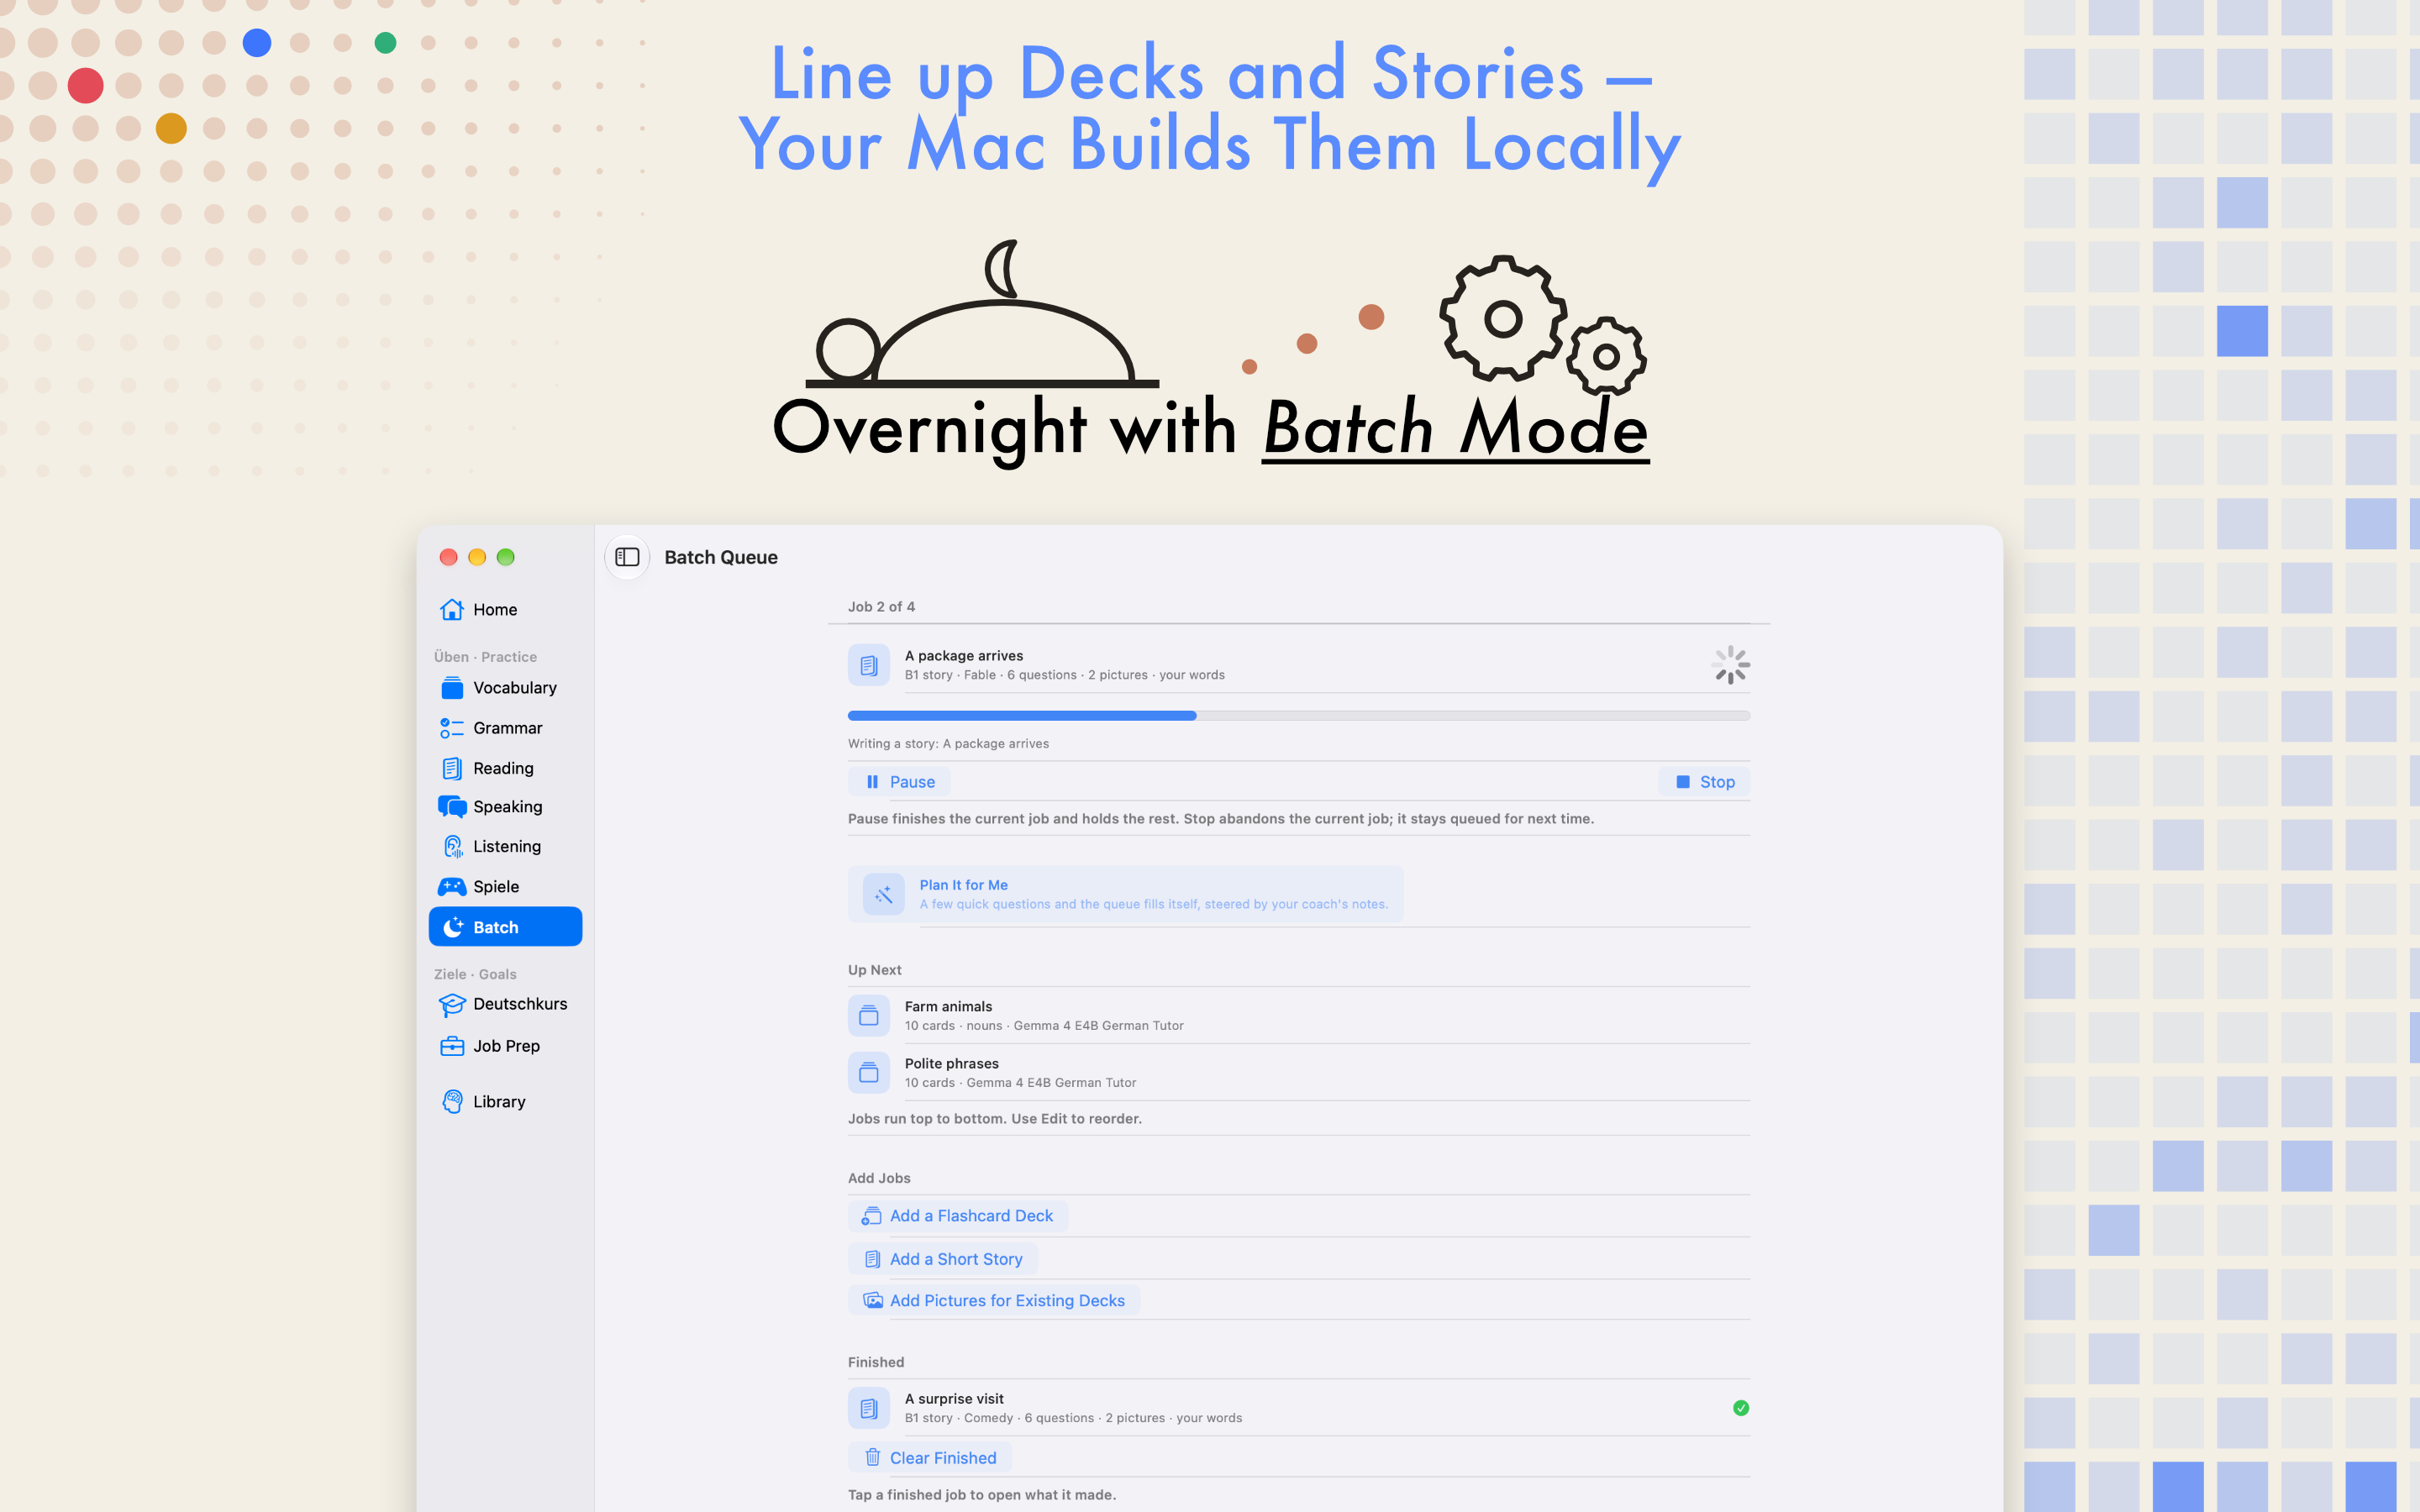 Line up Decks and Stories –
Your Mac Builds Them Locally
Overnight with Batch Mode
Batch Queue
Home
Üben · Practice
Vocabulary
Grammar
Reading
Speaking
Listening
Spiele
Batch
Ziele · Goals
Deutschkurs
Job Prep
Library
Job 2 of 4
A package arrives
B1 story · Fable · 6 questions · 2 pictures · your words
Writing a story: A package arrives
Pause
Stop
Pause finishes the current job and holds the rest. Stop abandons the current job; it stays queued for next time.
Plan It for Me
A few quick questions and the queue fills itself, steered by your coach's notes.
Up Next
Farm animals
10 cards · nouns · Gemma 4 E4B German Tutor
Polite phrases
10 cards · Gemma 4 E4B German Tutor
Jobs run top to bottom. Use Edit to reorder.
Add Jobs
Add a Flashcard Deck
Add a Short Story
Add Pictures for Existing Decks
Finished
A surprise visit
B1 story · Comedy · 6 questions · 2 pictures · your words
Clear Finished
Tap a finished job to open what it made.